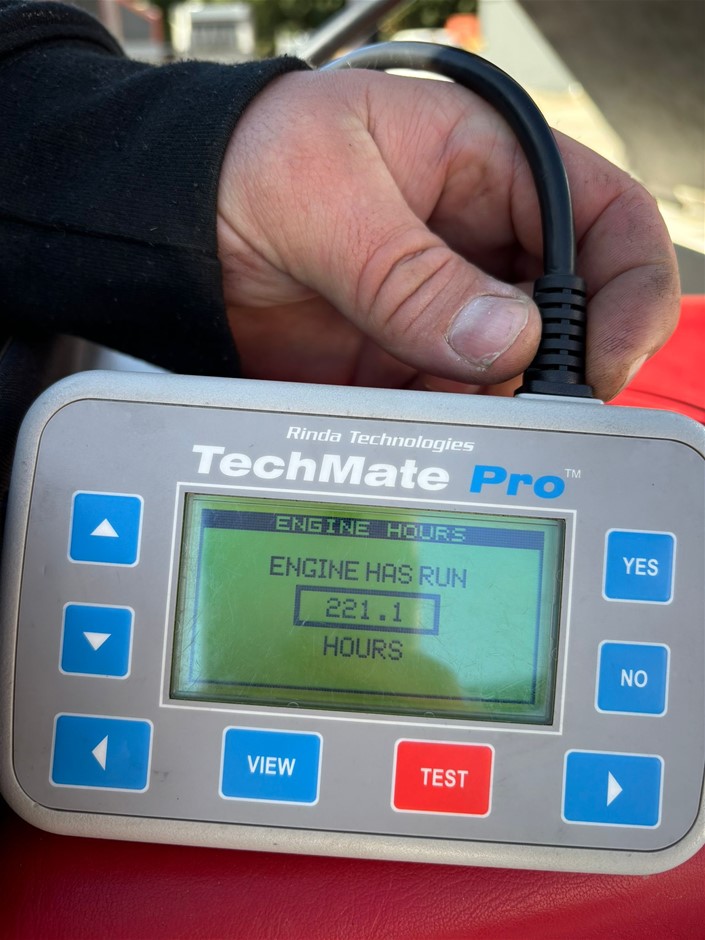 Rinda Technologies
TechMate Pro™
ENGINE HOURS
ENGINE HAS RUN
221.1
HOURS
YES
NO
VIEW
TEST